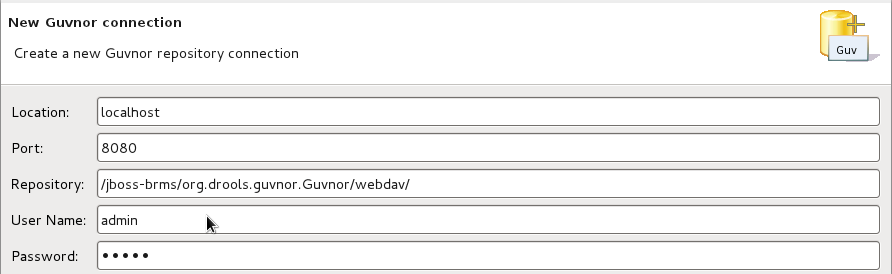 New Guvnor connection
Create a new Guvnor repository connection
Guv
Location: localhost
Port: 8080
Repository: /jboss-brms/org.drools.guvnor.Guvnor/webdav/
User Name: admin
Password: •••••